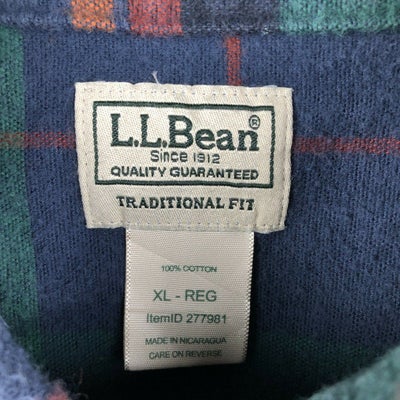 L.L.Bean®
Since 1912
QUALITY GUARANTEED
TRADITIONAL FIT
100% COTTON
XL - REG
ItemID 277981
MADE IN NICARAGUA
CARE ON REVERSE